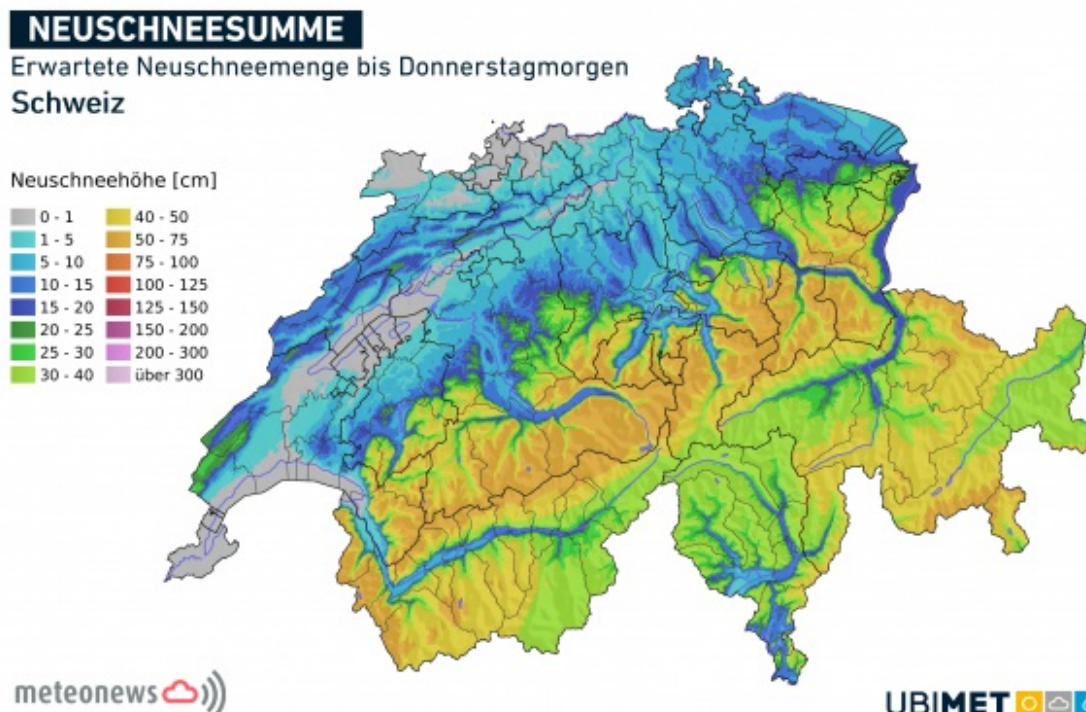 NEUSCHNEESUMME
Erwartete Neuschneemenge bis Donnerstagmorgen
Schweiz
Neuschneehöhe [cm]
0 - 1
1 - 5
5 - 10
10 - 15
15 - 20
20 - 25
25 - 30
30 - 40
40 - 50
50 - 75
75 - 100
100 - 125
125 - 150
150 - 200
200 - 300
über 300
meteonews
UBIMET